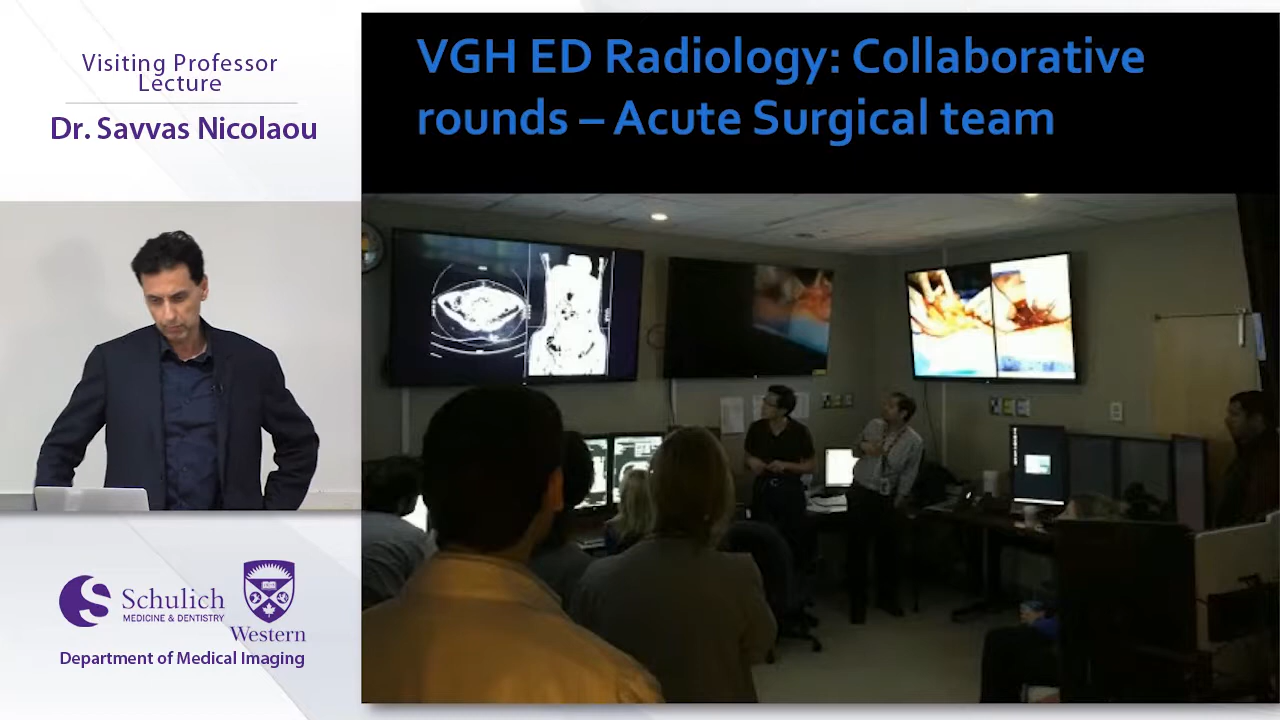 Visiting Professor
Lecture
Dr. Savvas Nicolaou
VGH ED Radiology: Collaborative
rounds – Acute Surgical team
Schulich
MEDICINE & DENTISTRY
Western
Department of Medical Imaging